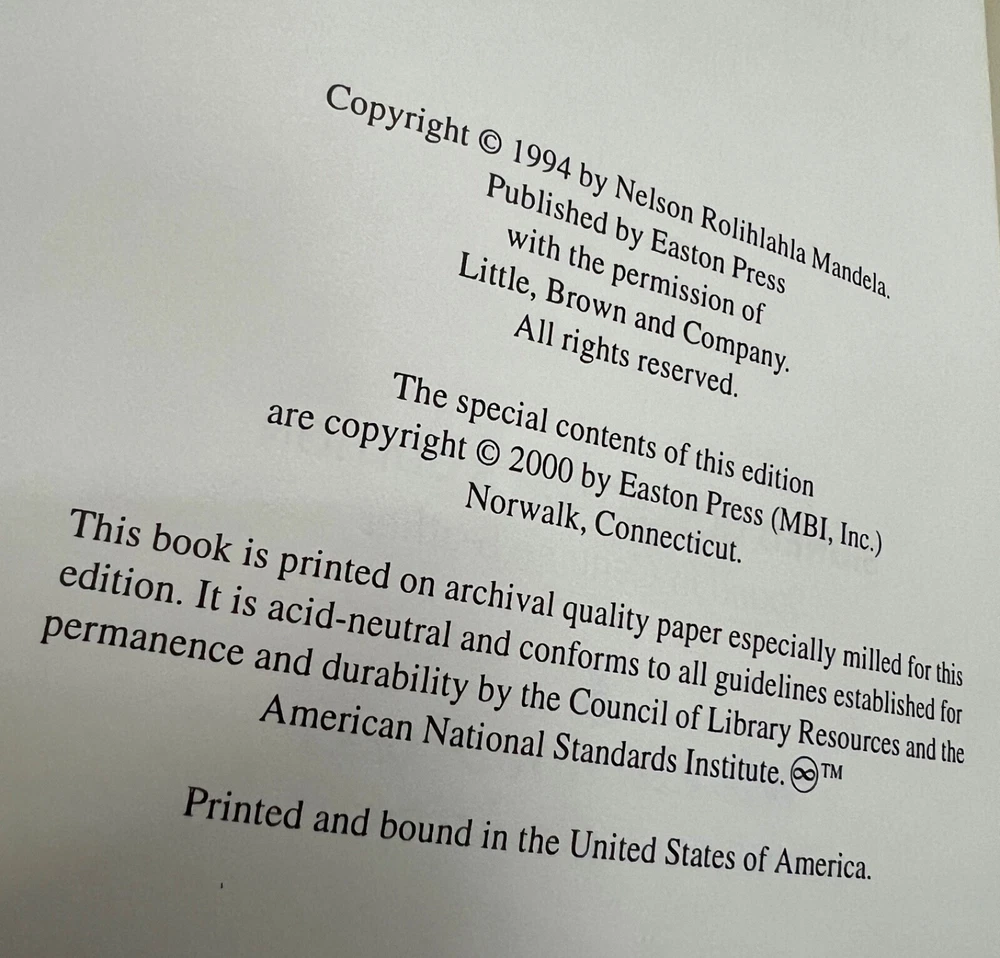 Copyright © 1994 by Nelson Rolihlahla Mandela.
Published by Easton Press
with the permission of
Little, Brown and Company.
All rights reserved.
The special contents of this edition
are copyright © 2000 by Easton Press (MBI, Inc.)
Norwalk, Connecticut.
This book is printed on archival quality paper especially milled for this
edition. It is acid-neutral and conforms to all guidelines established for
permanence and durability by the Council of Library Resources and the
American National Standards Institute. ♾™
Printed and bound in the United States of America.